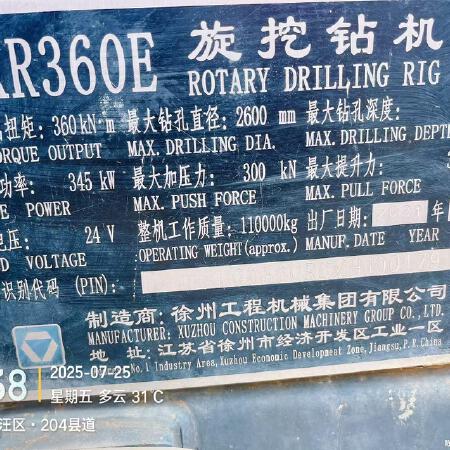 XR360E 旋挖钻机
ROTARY DRILLING RIG
扭矩: 360kN·m 最大钻孔直径: 2600 mm 最大钻孔深度:
TORQUE OUTPUT MAX. DRILLING DIA. MAX. DRILLING DEPTH
功率: 345 kW 最大加压力: 300 kN 最大提升力:
POWER MAX. PUSH FORCE MAX. PULL FORCE
电压: 24 V 整机工作质量: 110000kg 出厂日期: 年
VOLTAGE OPERATING WEIGHT(approx.) MANUF. DATE YEAR
识别代码 (PIN):
制造商: 徐州工程机械集团有限公司
MANUFACTURER: XUZHOU CONSTRUCTION MACHINERY GROUP CO., LTD.
地 址: 江苏省徐州市经济开发区工业一区
No.1 Industry Area, Xuzhou Economic Development Zone, Jiangsu, P.R.China
58 2025-07-25
星期五 多云 31℃
汪区·204县道